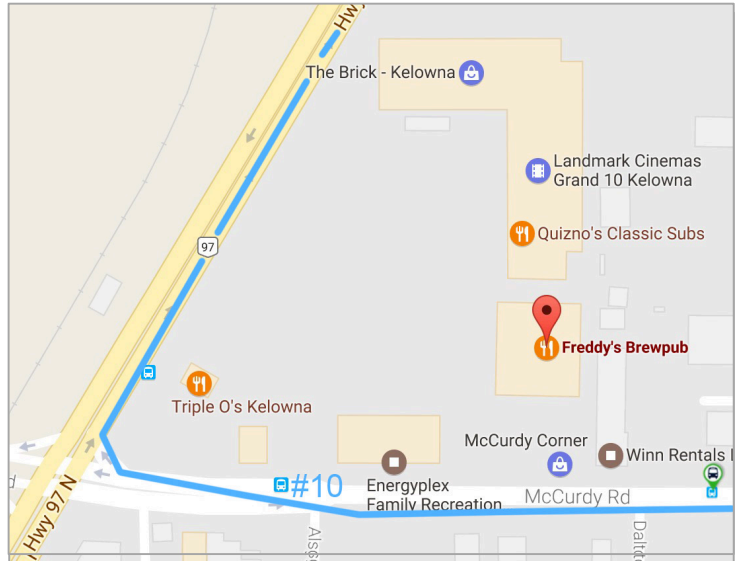 Hwy
The Brick - Kelowna
Landmark Cinemas
Grand 10 Kelowna
Quizno's Classic Subs
97
Freddy's Brewpub
Triple O's Kelowna
McCurdy Corner
Winn Rentals
#10
Energyplex
Family Recreation
McCurdy Rd
Hwy 97 N